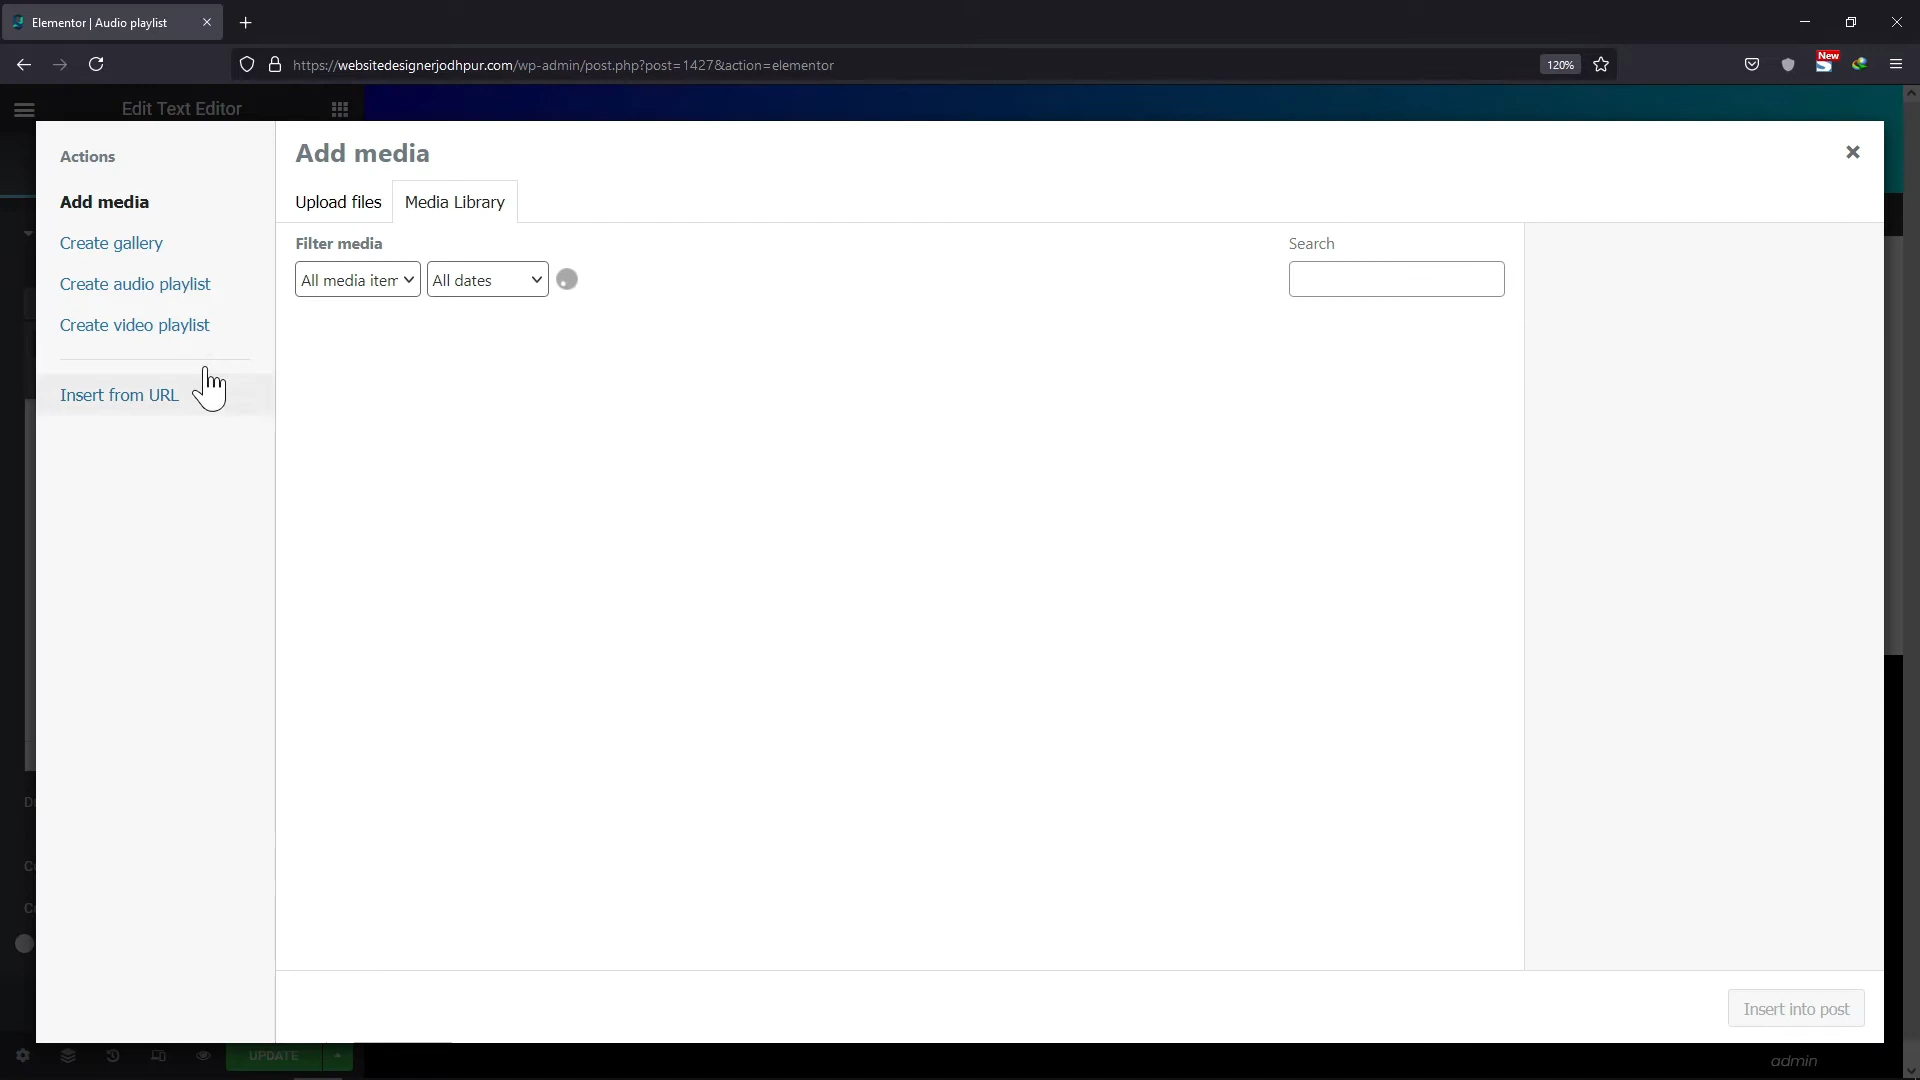 Elementor | Audio playlist
https://websitedesignerjodhpur.com/wp-admin/post.php?post=1427&action=elementor
120%
New
Edit Text Editor
Actions
Add media
Create gallery
Create audio playlist
Create video playlist
Insert from URL
Add media
Upload files
Media Library
Filter media
All media item
All dates
Search
Insert into post
UPDATE
admin